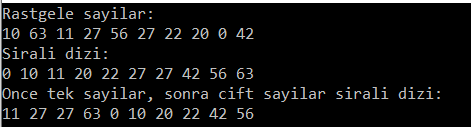 Rastgele sayilar:
10 63 11 27 56 27 22 20 0 42
Sirali dizi:
0 10 11 20 22 27 27 42 56 63
Once tek sayilar, sonra cift sayilar sirali dizi:
11 27 27 63 0 10 20 22 42 56